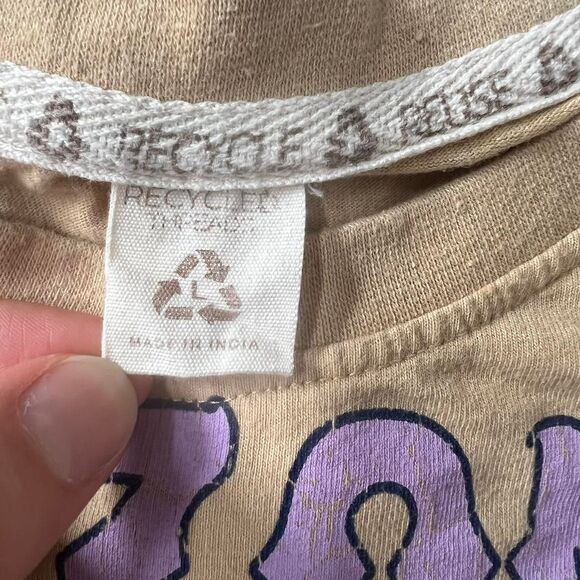 RECYCLE REUSE
RECYCLED
THREADS
L
MADE IN INDIA